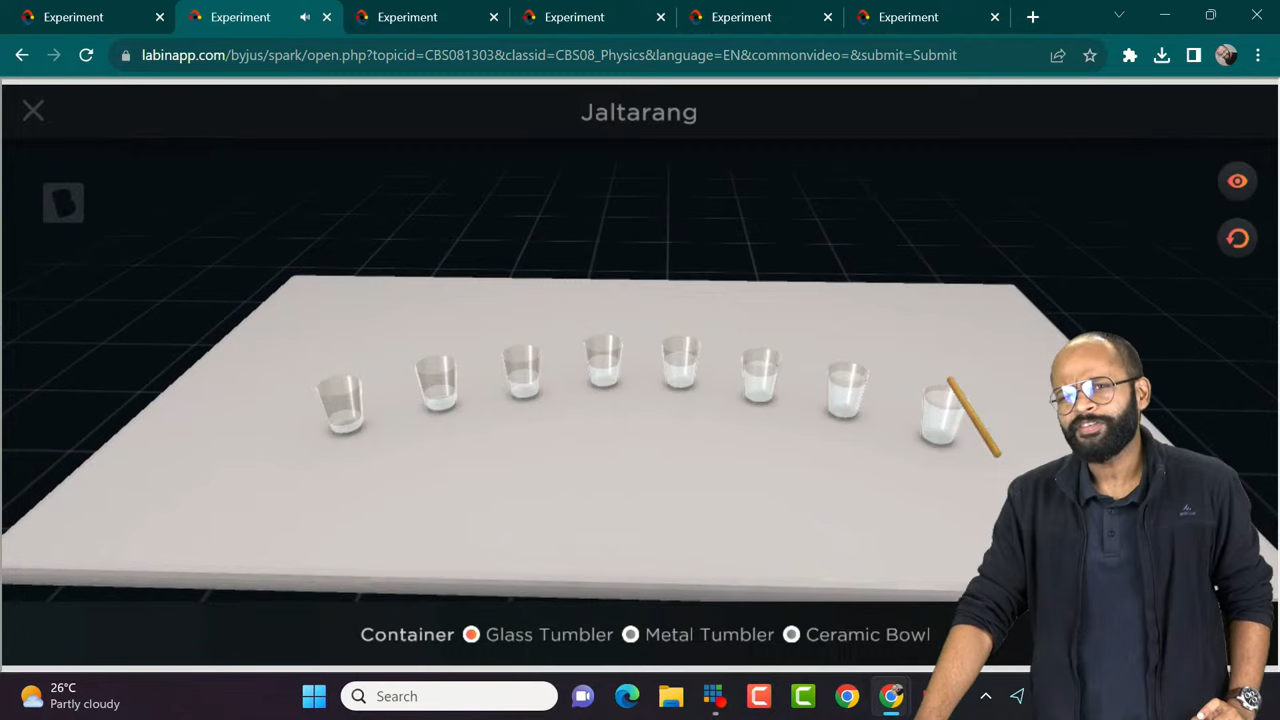 Experiment
Experiment
Experiment
Experiment
Experiment
Experiment
labinapp.com/byjus/spark/open.php?topicid=CBS081303&classid=CBS08_Physics&language=EN&commonvideo=&submit=Submit
Jaltarang
B
Container Glass Tumbler Metal Tumbler Ceramic Bowl
26°C
Partly cloudy
Search